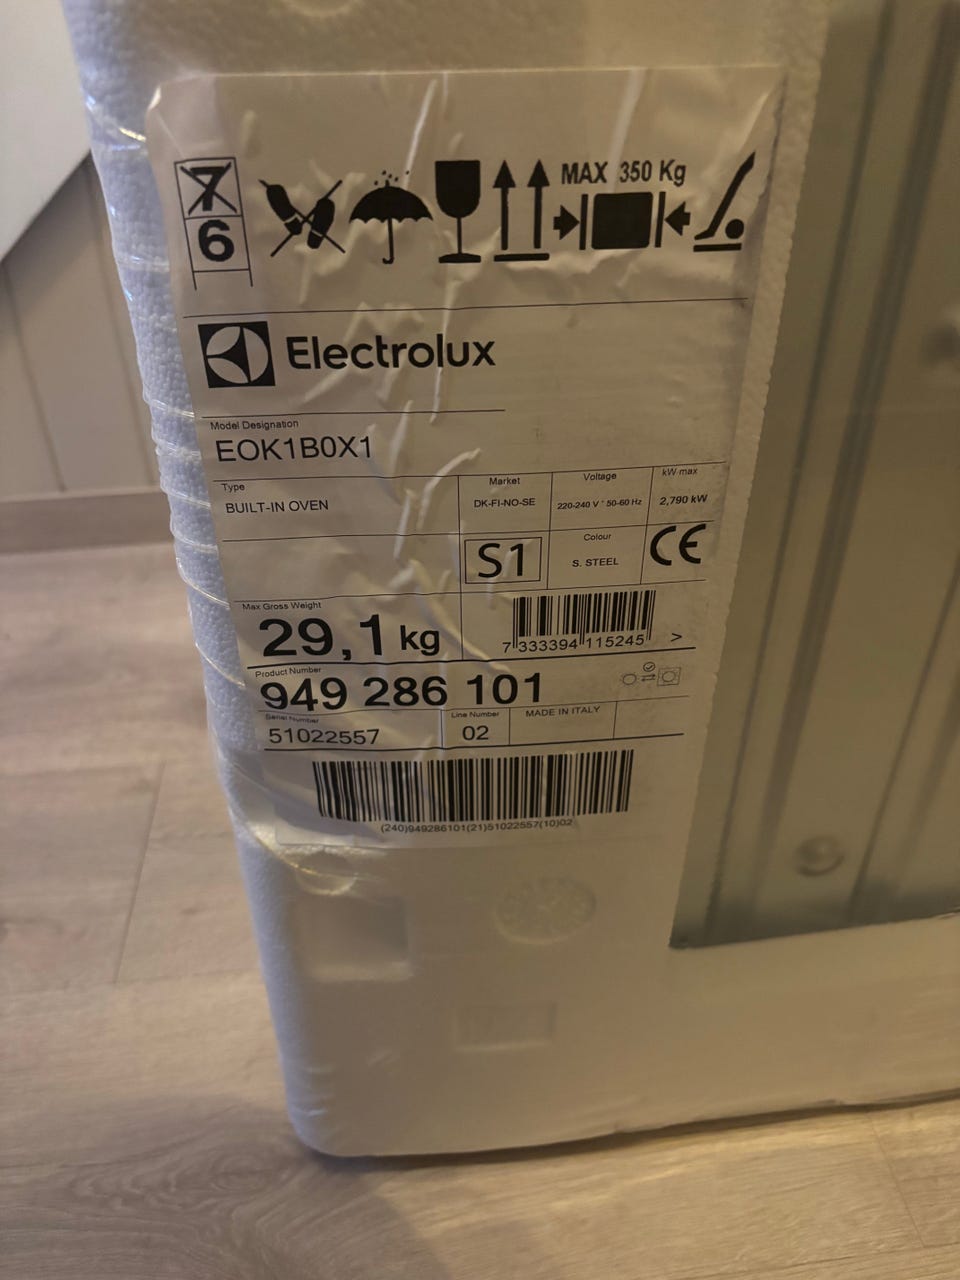 7
6
MAX 350 Kg
Electrolux
Model Designation
EOK1B0X1
Type
BUILT-IN OVEN
Market
DK-FI-NO-SE
Voltage
220-240 V ~ 50-60 Hz
kW max
2,790 kW
S1
Colour
S. STEEL
CE
Max Gross Weight
29,1 kg
7 333394 115245 >
Product Number
949 286 101
Serial Number
51022557
Line Number
02
MADE IN ITALY
(240)949286101(21)51022557(10)02